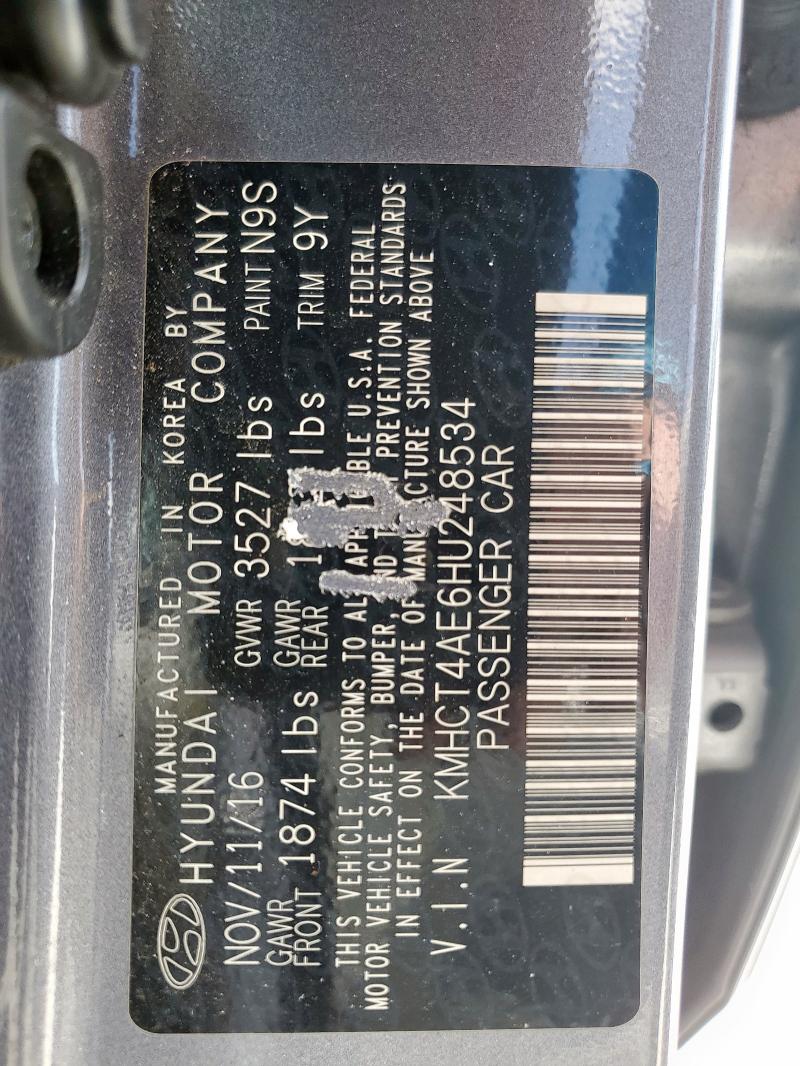 MANUFACTURED IN KOREA BY
HYUNDAI MOTOR COMPANY
NOV/11/16 GVWR 3527 lbs PAINT N9S
GAWR FRONT 1874 lbs GAWR REAR lbs TRIM 9Y
THIS VEHICLE CONFORMS TO ALL U.S.A. FEDERAL
MOTOR VEHICLE SAFETY, BUMPER, PREVENTION STANDARDS
IN EFFECT ON THE DATE OF SHOWN ABOVE
V.I.N KMHCT4AE6HU248534
PASSENGER CAR